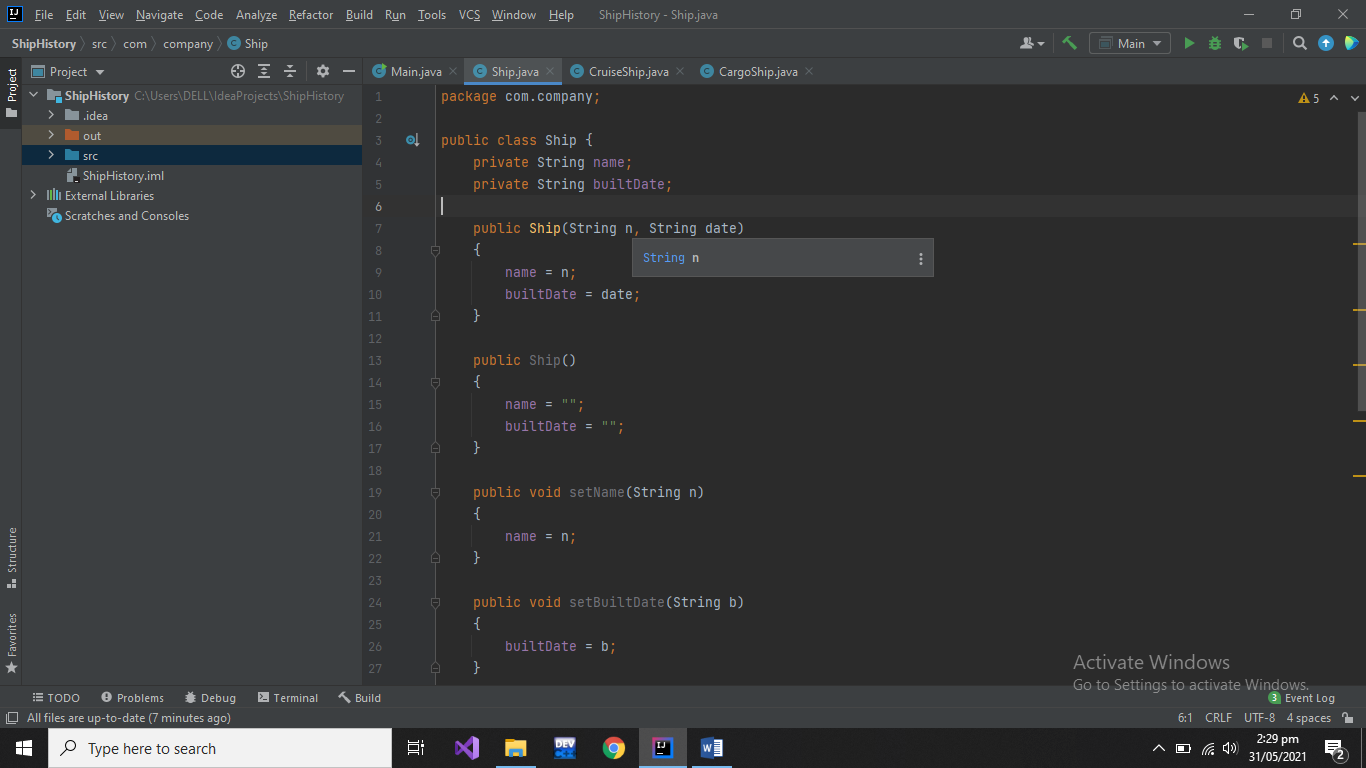 File Edit View Navigate Code Analyze Refactor Build Run Tools VCS Window Help ShipHistory - Ship.java
ShipHistory src com company Ship Main
Project Main.java Ship.java CruiseShip.java CargoShip.java
Project
ShipHistory C:\Users\DELL\IdeaProjects\ShipHistory
.idea
out
src
ShipHistory.iml
External Libraries
Scratches and Consoles
Structure
Favorites
5
1 package com.company;
2
3 public class Ship {
4 private String name;
5 private String builtDate;
6
7 public Ship(String n, String date)
8 {
String n
9 name = n;
10 builtDate = date;
11 }
12
13 public Ship()
14 {
15 name = "";
16 builtDate = "";
17 }
18
19 public void setName(String n)
20 {
21 name = n;
22 }
23
24 public void setBuiltDate(String b)
25 {
26 builtDate = b;
27 }
Activate Windows
Go to Settings to activate Windows.
TODO Problems Debug Terminal Build 3 Event Log
All files are up-to-date (7 minutes ago) 6:1 CRLF UTF-8 4 spaces
Type here to search DEV W 2:29 pm
31/05/2021 2